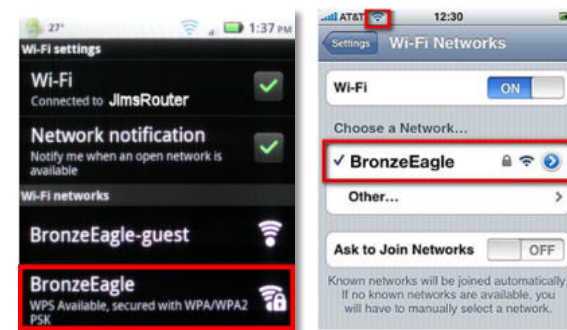 27°
1:37 PM
Wi-Fi settings
Wi-Fi
Connected to JimsRouter
Network notification
Notify me when an open network is
available
Wi-Fi networks
BronzeEagle-guest
BronzeEagle
WPS Available, secured with WPA/WPA2
PSK
AT&T
12:30
Settings
Wi-Fi Networks
Wi-Fi
ON
Choose a Network...
BronzeEagle
Other...
Ask to Join Networks
OFF
Known networks will be joined automatically.
If no known networks are available, you
will have to manually select a network.